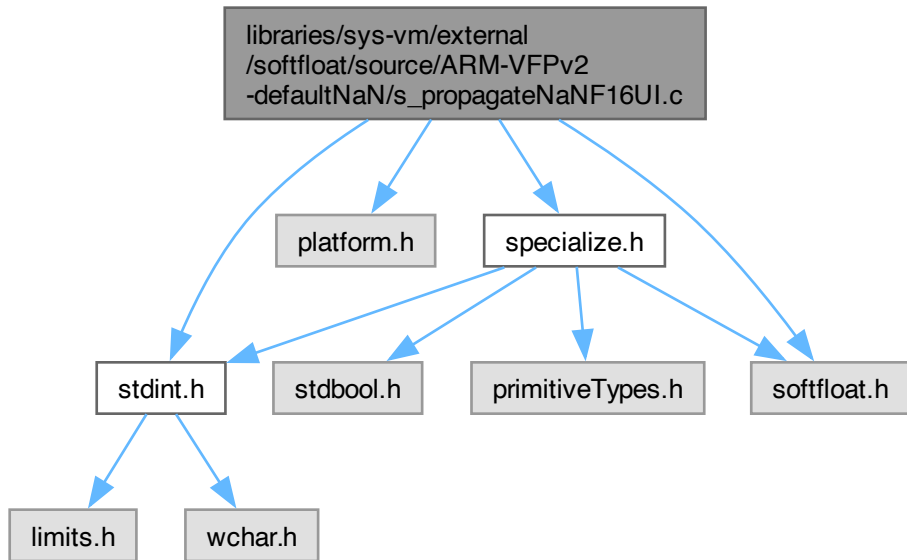 libraries/sys-vm/external
/softfloat/source/ARM-VFPv2
-defaultNaN/s_propagateNaNF16UI.c
platform.h
specialize.h
stdint.h
stdbool.h
primitiveTypes.h
softfloat.h
limits.h
wchar.h